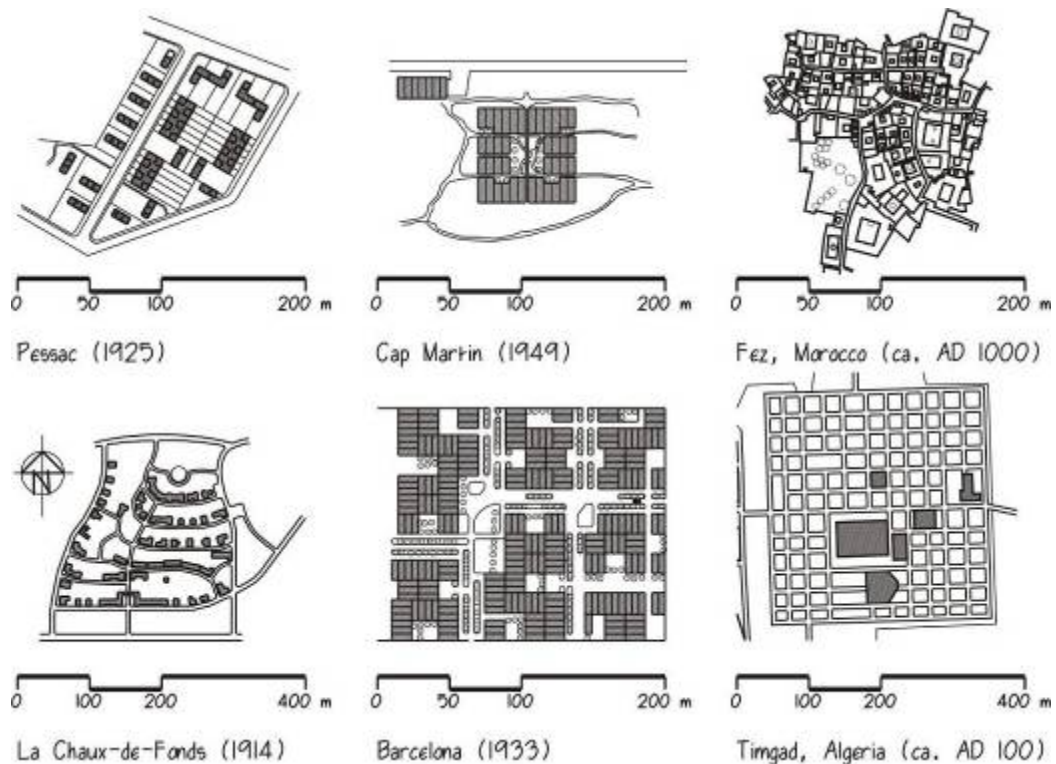 0 50 100 200 m
Pessac (1925)
0 50 100 200 m
Cap Martin (1949)
0 50 100 200 m
Fez, Morocco (ca. AD 1000)
N
0 100 200 400 m
La Chaux-de-Fonds (1914)
0 50 100 200 m
Barcelona (1933)
0 100 200 400 m
Timgad, Algeria (ca. AD 100)